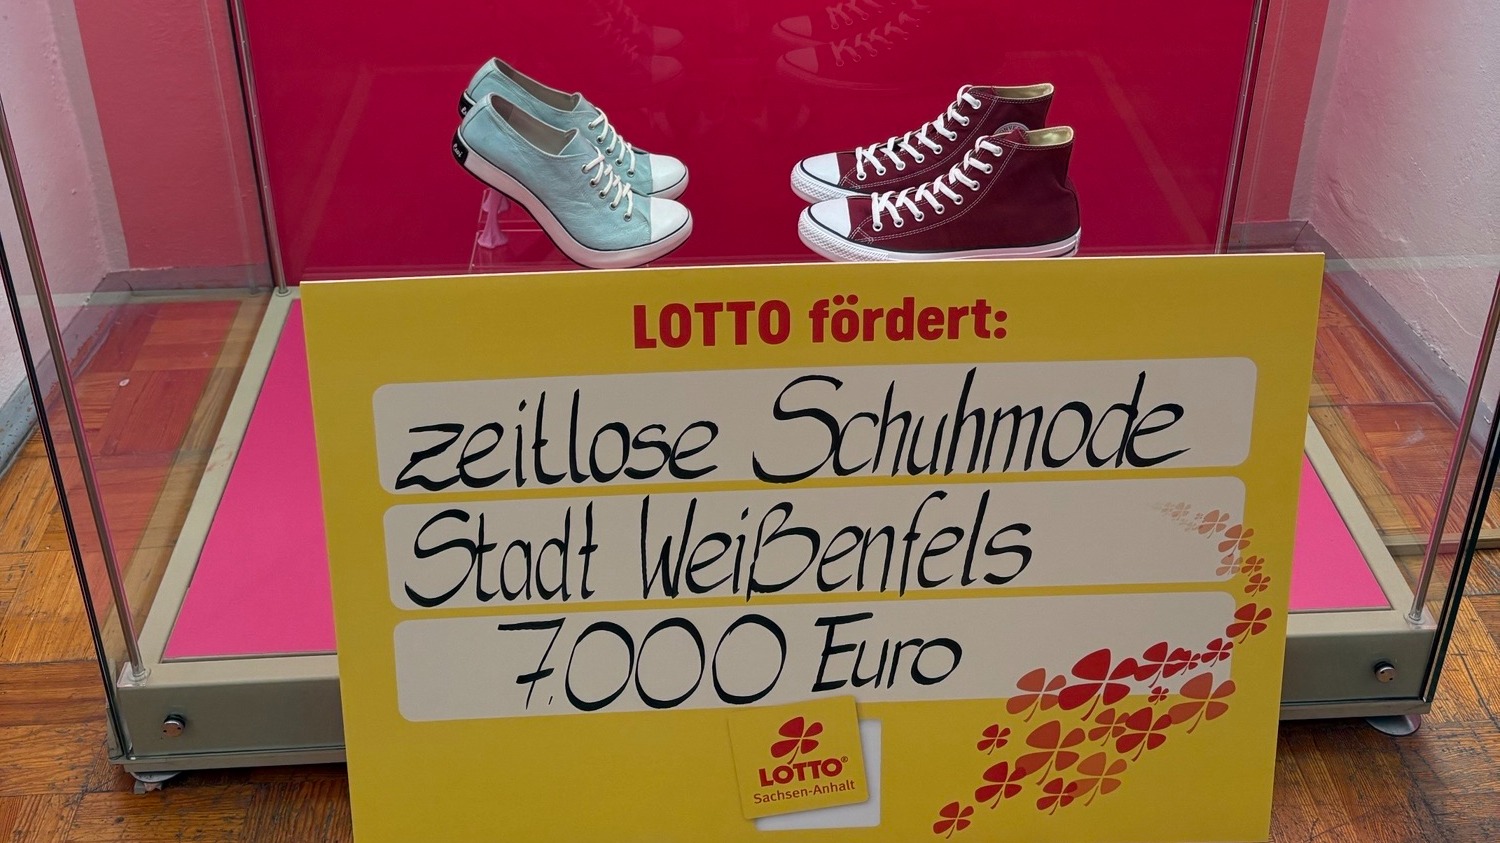 LOTTO fördert:
zeitlose Schuhmode
Stadt Weißenfels
7.000 Euro
LOTTO®
Sachsen-Anhalt